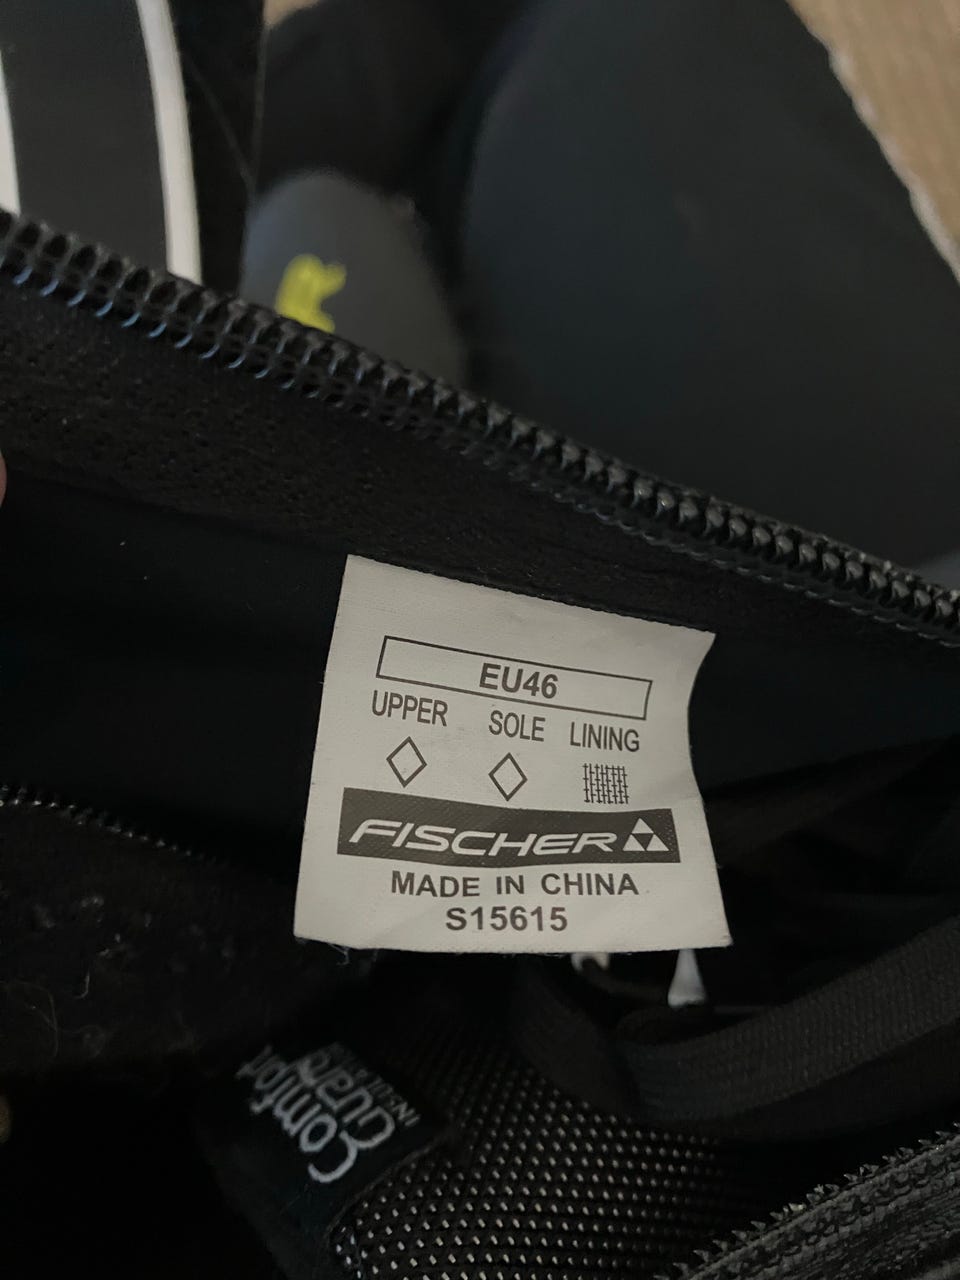 R
EU46
UPPER SOLE LINING
FISCHER
MADE IN CHINA
S15615
Comfort
guard